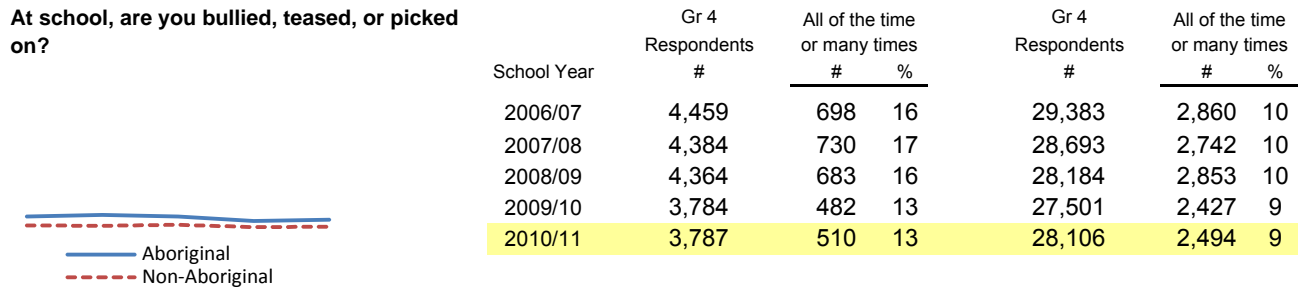 At school, are you bullied, teased, or picked on?
Gr 4 All of the time Gr 4 All of the time
Respondents or many times Respondents or many times
School Year # # % # # %
2006/07 4,459 698 16 29,383 2,860 10
2007/08 4,384 730 17 28,693 2,742 10
2008/09 4,364 683 16 28,184 2,853 10
2009/10 3,784 482 13 27,501 2,427 9
2010/11 3,787 510 13 28,106 2,494 9
Aboriginal
Non-Aboriginal